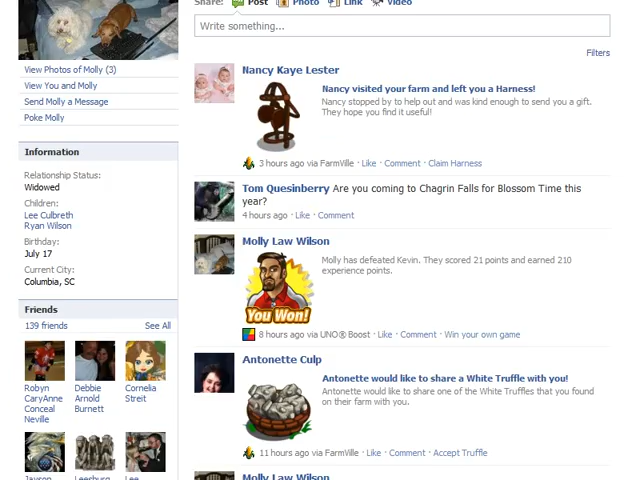 Share: Post Photo Link Video
Write something...
Filters
View Photos of Molly (3)
View You and Molly
Send Molly a Message
Poke Molly
Information
Relationship Status:
Widowed
Children:
Lee Culbreth
Ryan Wilson
Birthday:
July 17
Current City:
Columbia, SC
Friends
139 friends See All
Robyn CaryAnne Conceal Neville
Debbie Arnold Burnett
Cornelia Streit
Jayson
Leesburg
Lee
Nancy Kaye Lester
Nancy visited your farm and left you a Harness!
Nancy stopped by to help out and was kind enough to send you a gift.
They hope you find it useful!
3 hours ago via FarmVille · Like · Comment · Claim Harness
Tom Quesinberry Are you coming to Chagrin Falls for Blossom Time this
year?
4 hours ago · Like · Comment
Molly Law Wilson
Molly has defeated Kevin. They scored 21 points and earned 210
experience points.
You Won!
8 hours ago via UNO® Boost · Like · Comment · Win your own game
Antonette Culp
Antonette would like to share a White Truffle with you!
Antonette would like to share one of the White Truffles that you found
on their farm with you.
11 hours ago via FarmVille · Like · Comment · Accept Truffle
Molly Law Wilson